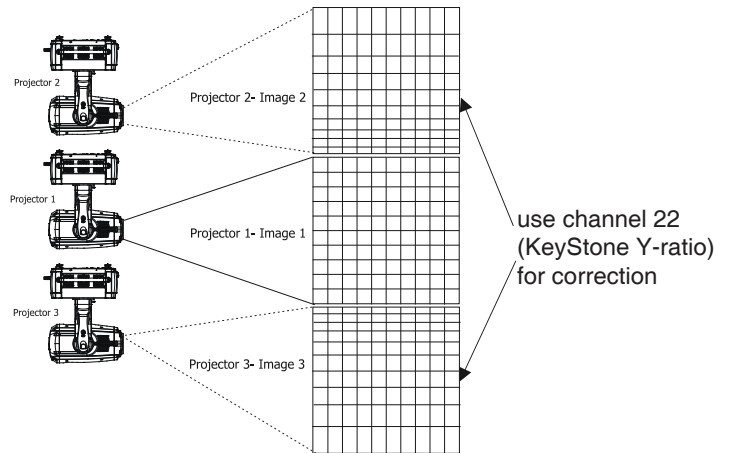 Projector 2
Projector 2- Image 2
Projector 1
Projector 1- Image 1
use channel 22
(KeyStone Y-ratio)
for correction
Projector 3
Projector 3- Image 3